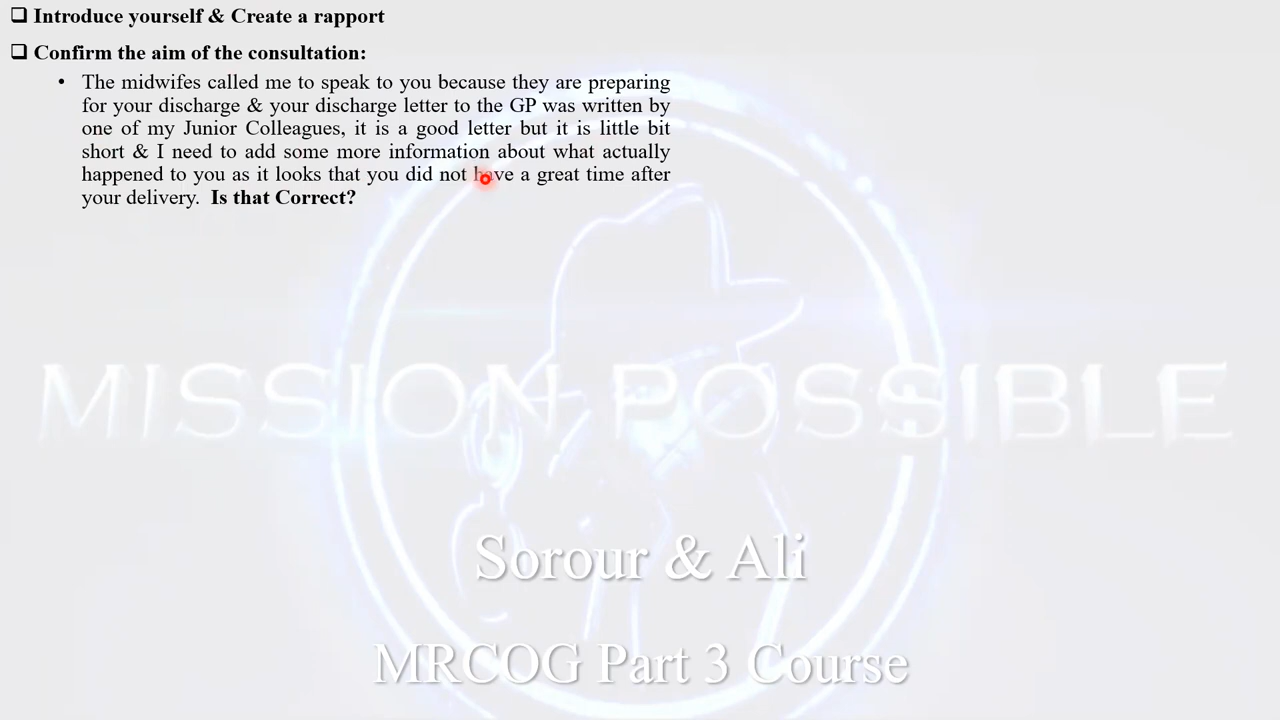 ❑ Introduce yourself & Create a rapport
❑ Confirm the aim of the consultation:
• The midwifes called me to speak to you because they are preparing
for your discharge & your discharge letter to the GP was written by
one of my Junior Colleagues, it is a good letter but it is little bit
short & I need to add some more information about what actually
happened to you as it looks that you did not have a great time after
your delivery. Is that Correct?
MISSION POSSIBLE
Sorour & Ali
MRCOG Part 3 Course